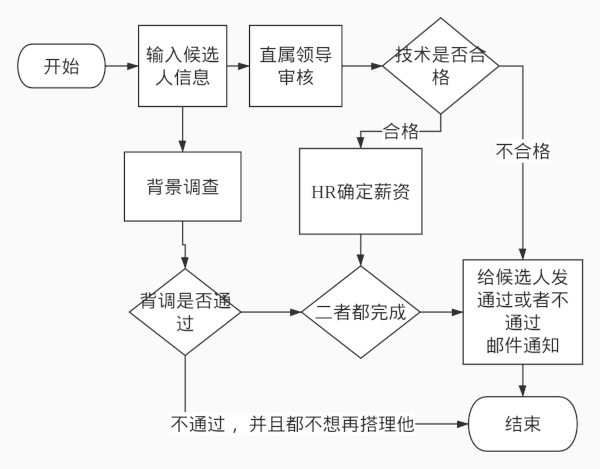 开始
输入候选
人信息
直属领导
审核
技术是否合
格
合格
不合格
背景调查
HR确定薪资
背调是否通
过
二者都完成
给候选人发
通过或者不
通过
邮件通知
不通过，并且都不想再搭理他
结束